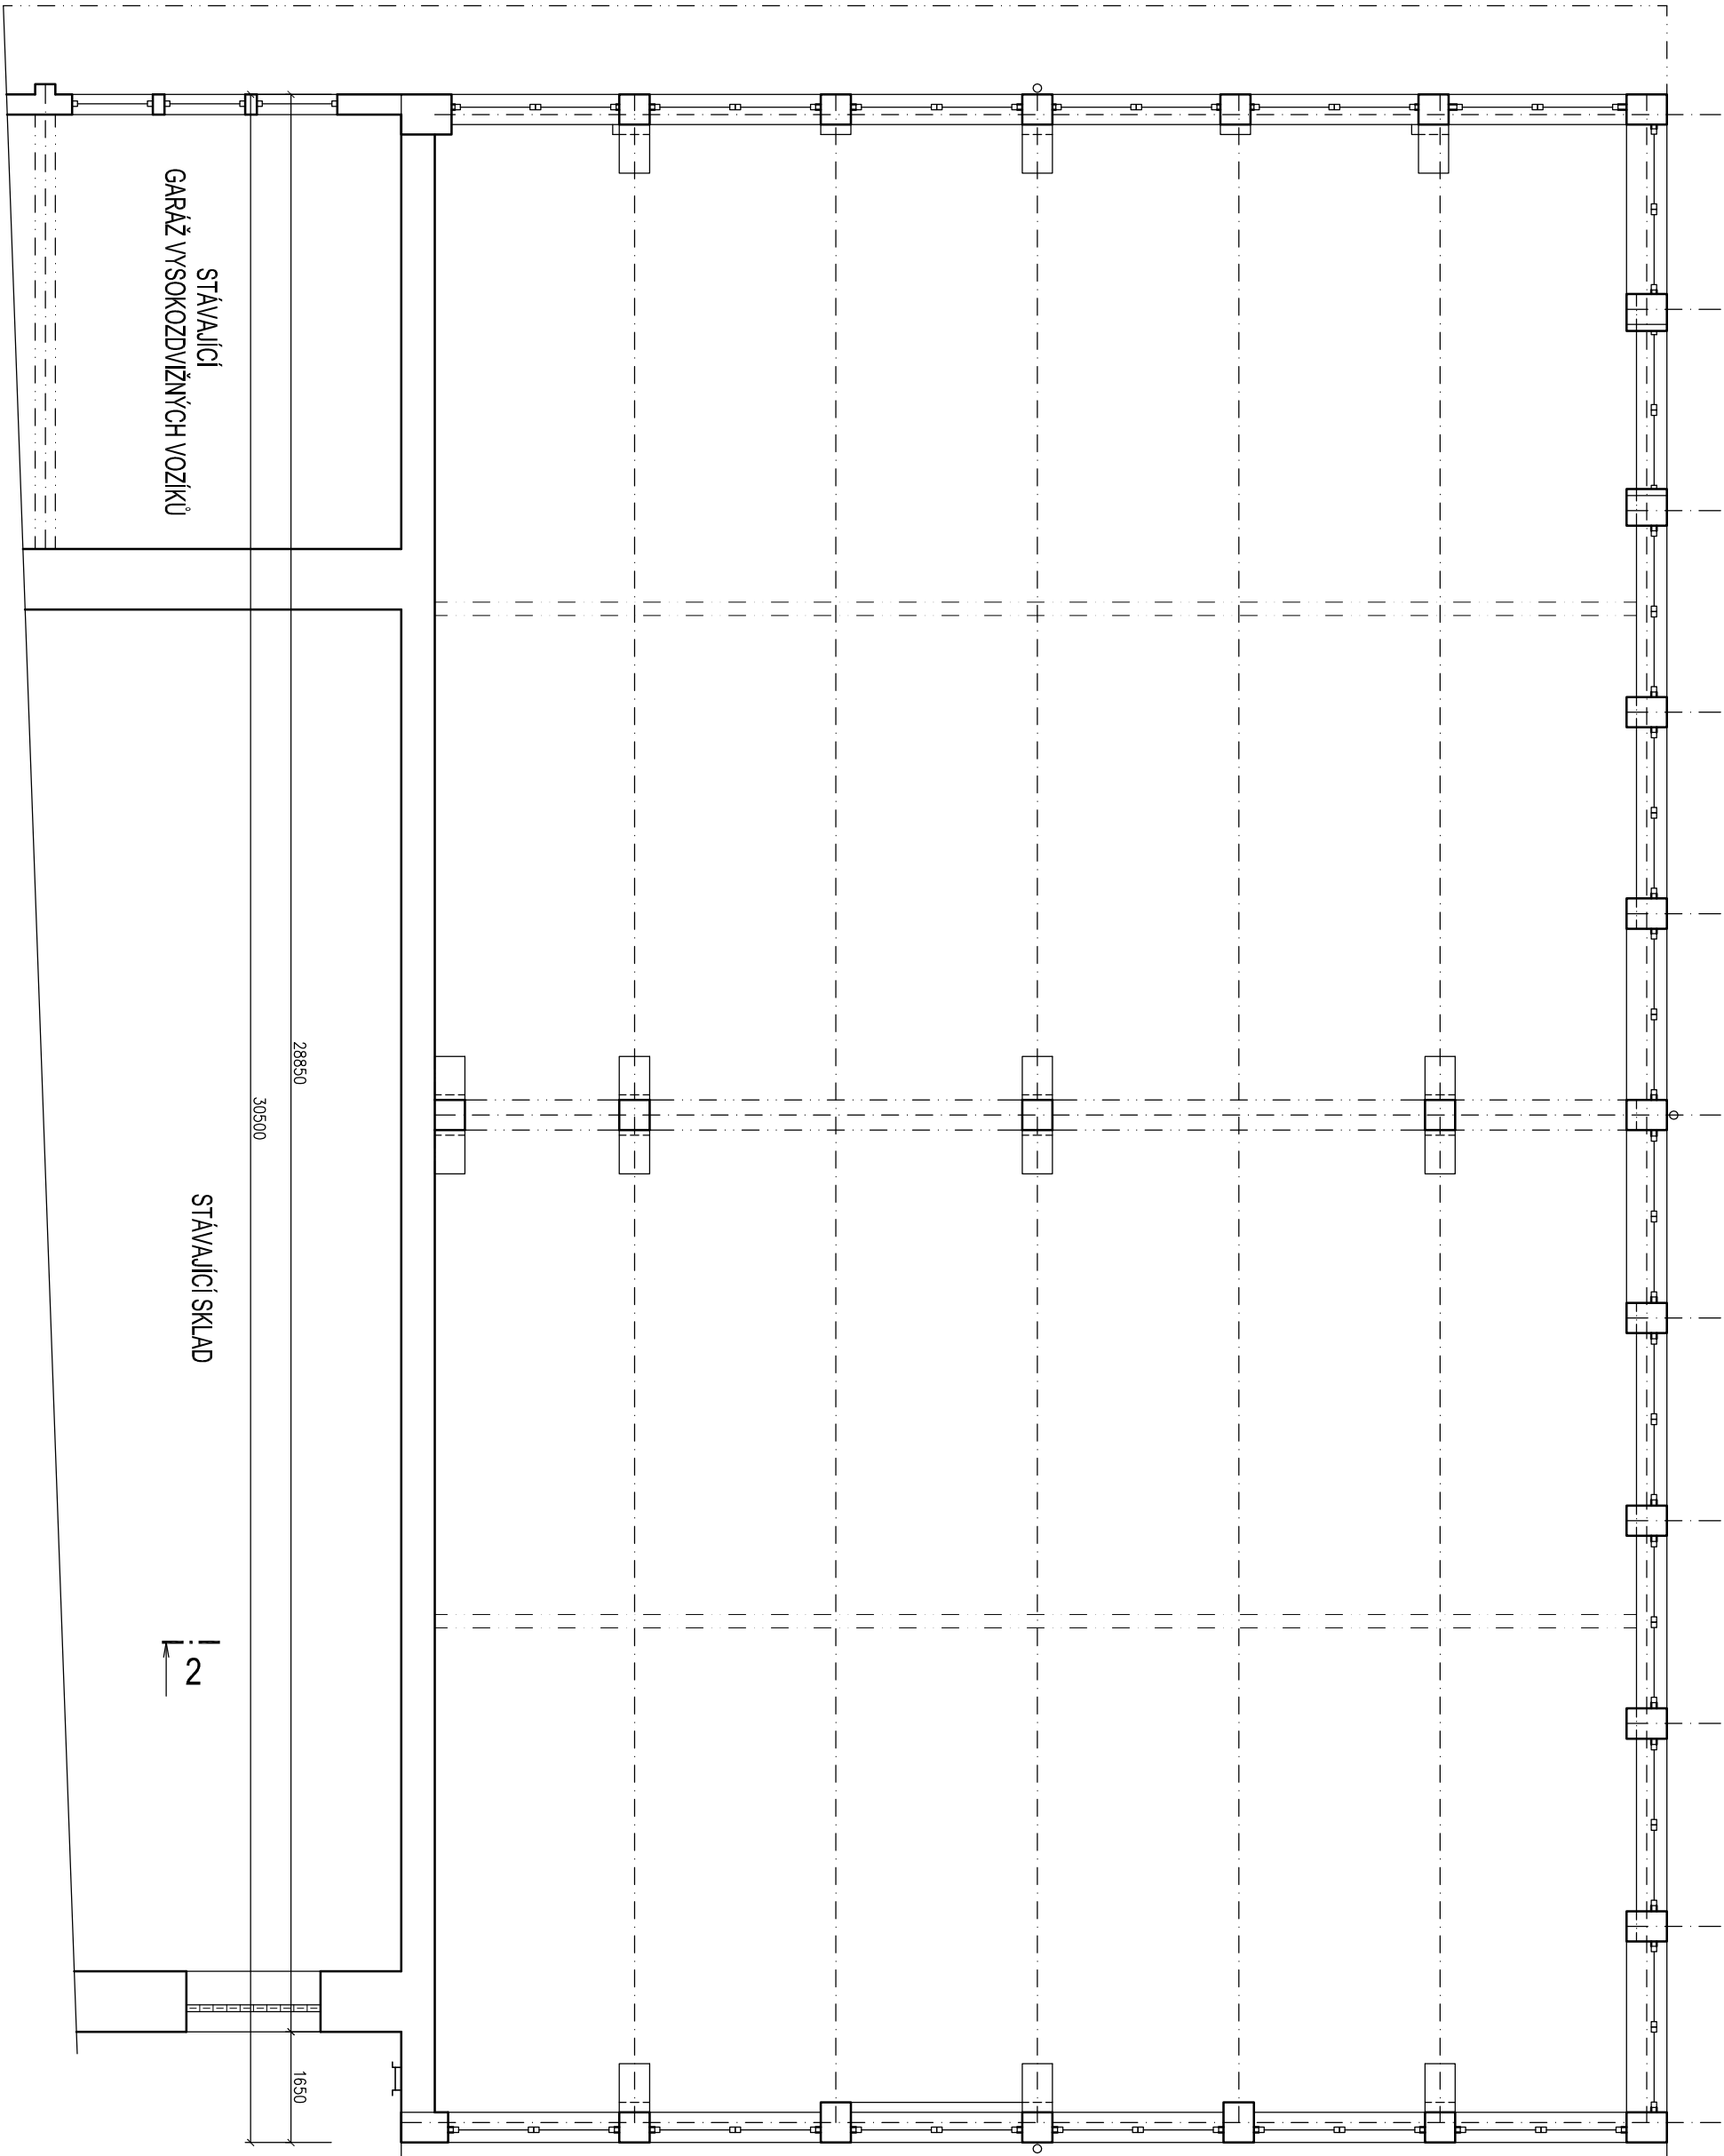 STÁVAJÍCÍ
GARÁŽ VYSOKOZDVIŽNÝCH VOZÍKŮ
28850
30500
STÁVAJÍCÍ SKLAD
2
1650